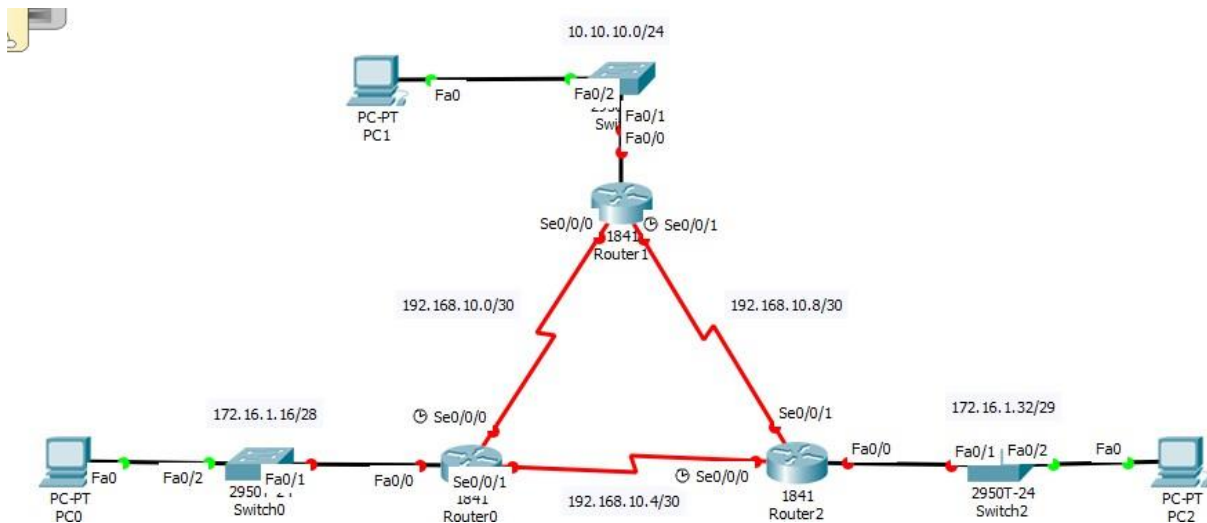 10.10.10.0/24
Fa0
Fa0/2
Fa0/1
Fa0/0
PC-PT
PC1
Se0/0/0
Se0/0/1
1841
Router1
192.168.10.0/30
192.168.10.8/30
172.16.1.16/28
Se0/0/0
Se0/0/1
172.16.1.32/29
Fa0
Fa0/2
Fa0/1
Fa0/0
Se0/0/1
Se0/0/0
Fa0/0
Fa0/1
Fa0/2
Fa0
PC-PT
PC0
Switch0
1841
Router0
192.168.10.4/30
1841
Router2
2950T-24
Switch2
PC-PT
PC2